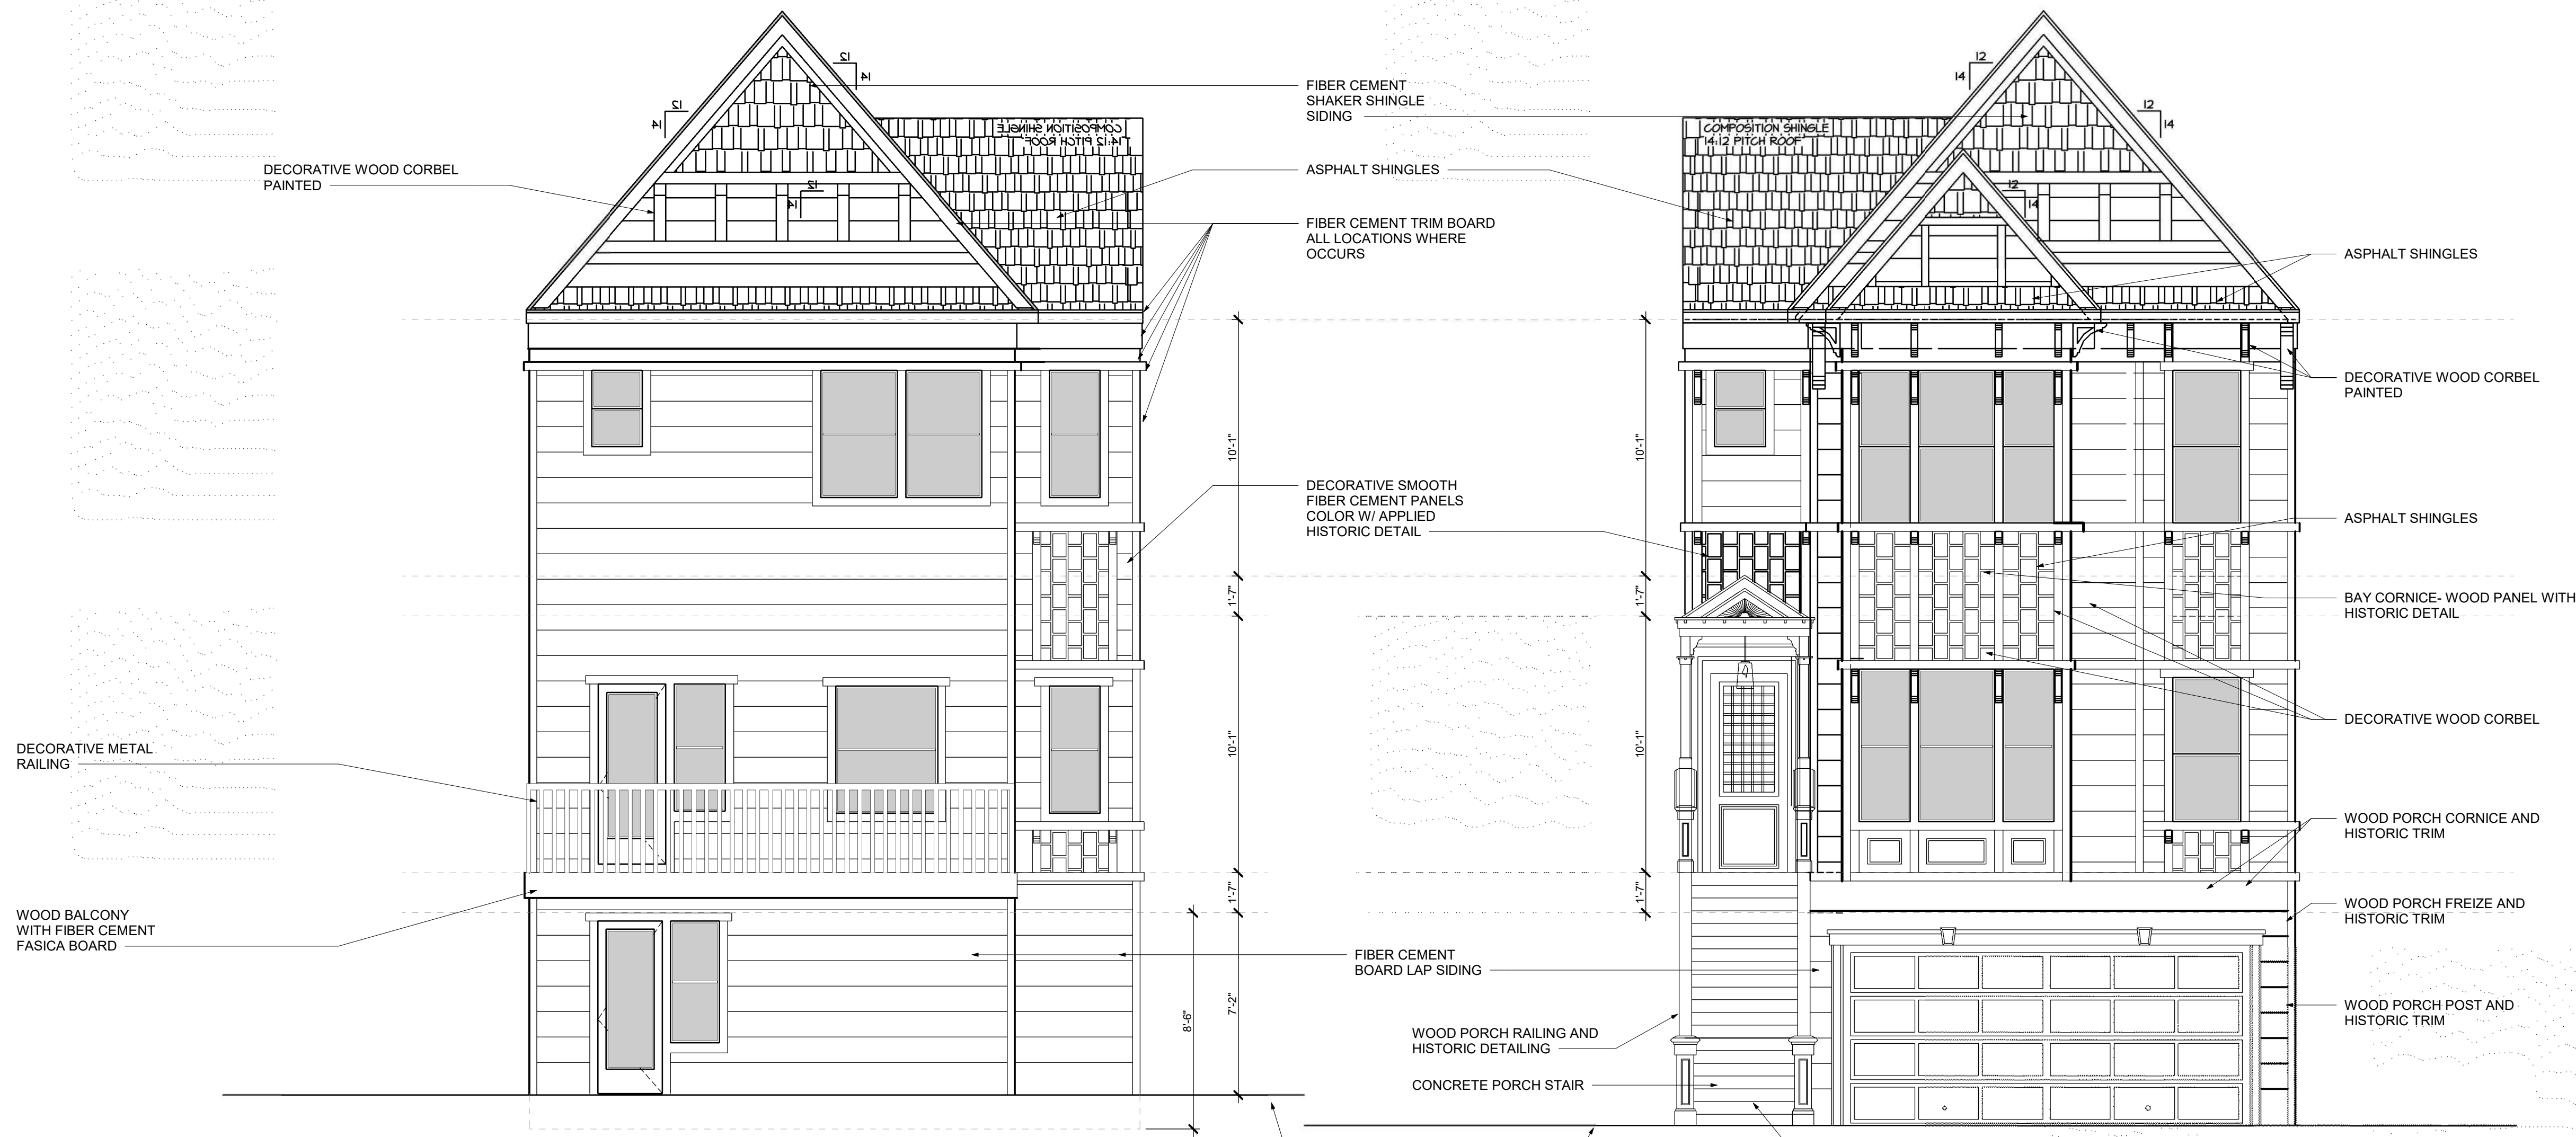 12
14
12
14
12
14
COMPOSITION SHINGLE
14:12 PITCH ROOF
DECORATIVE WOOD CORBEL
PAINTED
DECORATIVE METAL
RAILING
WOOD BALCONY
WITH FIBER CEMENT
FASICA BOARD
FIBER CEMENT
SHAKER SHINGLE
SIDING
ASPHALT SHINGLES
FIBER CEMENT TRIM BOARD
ALL LOCATIONS WHERE
OCCURS
DECORATIVE SMOOTH
FIBER CEMENT PANELS
COLOR W/ APPLIED
HISTORIC DETAIL
FIBER CEMENT
BOARD LAP SIDING
WOOD PORCH RAILING AND
HISTORIC DETAILING
CONCRETE PORCH STAIR
10'-1"
1'-7"
10'-1"
1'-7"
7'-2"
8'-6"
10'-1"
1'-7"
10'-1"
1'-7"
COMPOSITION SHINGLE
14:12 PITCH ROOF
12
14
12
14
12
14
ASPHALT SHINGLES
DECORATIVE WOOD CORBEL
PAINTED
ASPHALT SHINGLES
BAY CORNICE- WOOD PANEL WITH
HISTORIC DETAIL
DECORATIVE WOOD CORBEL
WOOD PORCH CORNICE AND
HISTORIC TRIM
WOOD PORCH FREIZE AND
HISTORIC TRIM
WOOD PORCH POST AND
HISTORIC TRIM